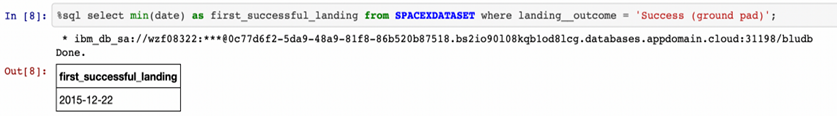 In [8]: %sql select min(date) as first_successful_landing from SPACEXDATASET where landing__outcome = 'Success (ground pad)';
* ibm_db_sa://wzf08322:***@0c77d6f2-5da9-48a9-81f8-86b520b87518.bs2io90l08kqb1od8lcg.databases.appdomain.cloud:31198/bludb
Done.
Out[8]:
first_successful_landing
2015-12-22